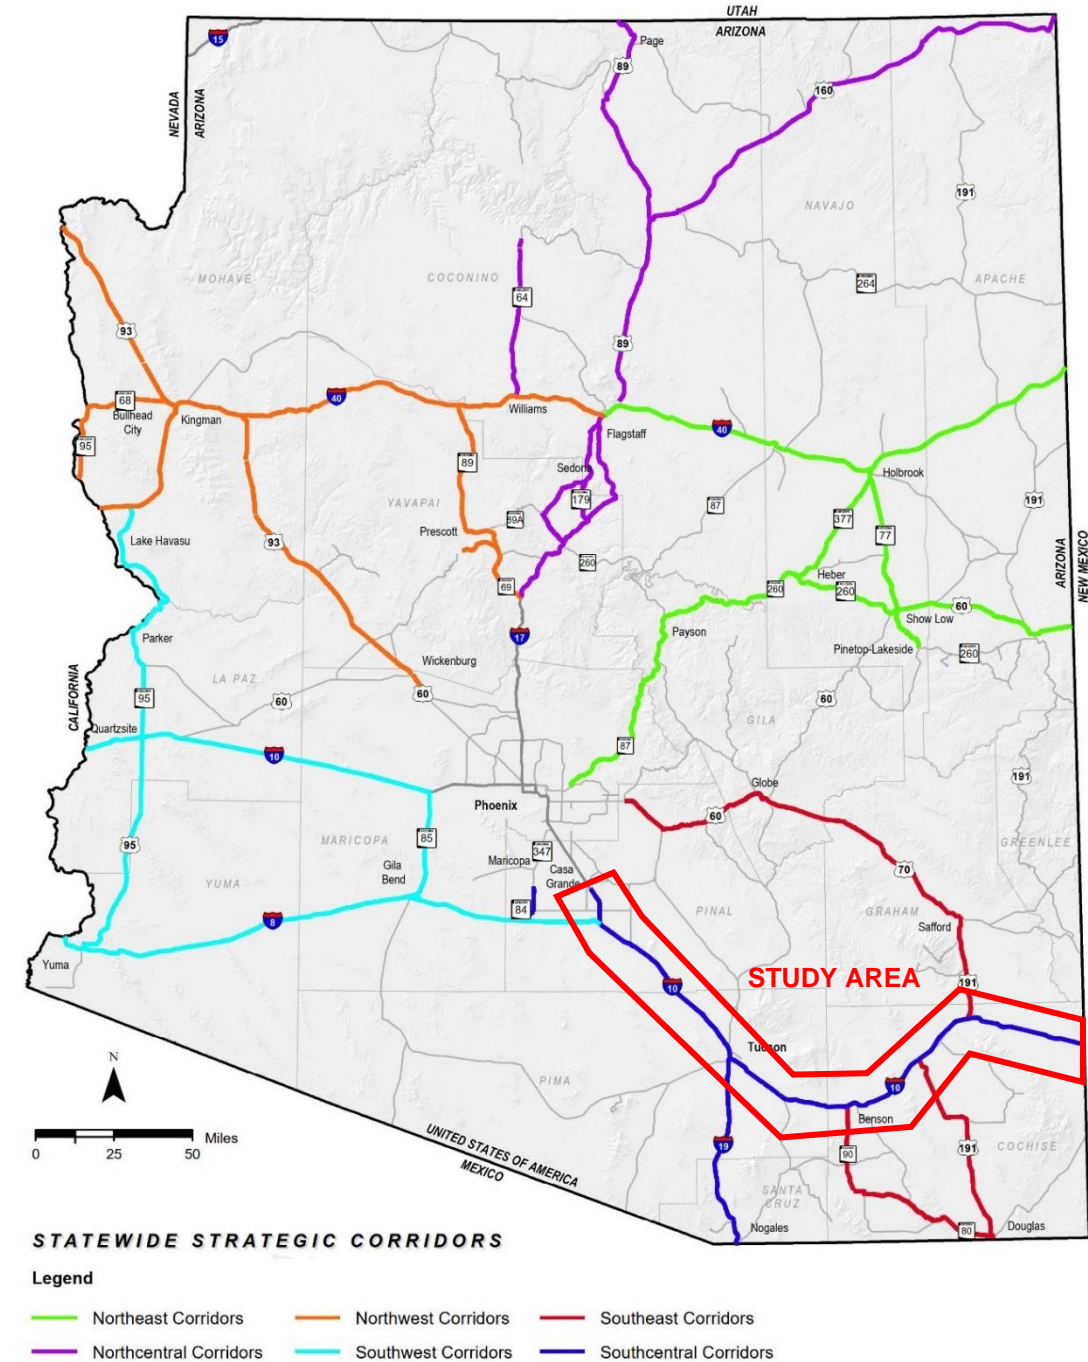 UTAH
ARIZONA
15
Page
89
160
NEVADA
ARIZONA
191
NAVAJO
MOHAVE
COCONINO
264
APACHE
64
93
89
68
40
Bullhead
City
Kingman
Williams
Flagstaff
40
95
89
Sedona
179
Holbrook
YAVAPAI
89A
87
191
377
77
Prescott
Lake Havasu
93
260
ARIZONA
NEW MEXICO
69
260
Heber
260
60
Show Low
17
Parker
Payson
Pinetop-Lakeside
260
Wickenburg
LA PAZ
95
60
60
60
CALIFORNIA
Quartzsite
GILA
10
87
191
Globe
Phoenix
60
MARICOPA
85
347
95
Gila
Bend
Maricopa
Casa
Grande
GREENLEE
70
YUMA
84
PINAL
GRAHAM
8
Safford
Yuma
STUDY AREA
191
10
Tucson
N
PIMA
10
Benson
Miles
0
25
50
UNITED STATES OF AMERICA
MEXICO
19
90
191
COCHISE
SANTA
CRUZ
Nogales
80
Douglas
STATEWIDE STRATEGIC CORRIDORS
Legend
Northeast Corridors
Northwest Corridors
Southeast Corridors
Northcentral Corridors
Southwest Corridors
Southcentral Corridors